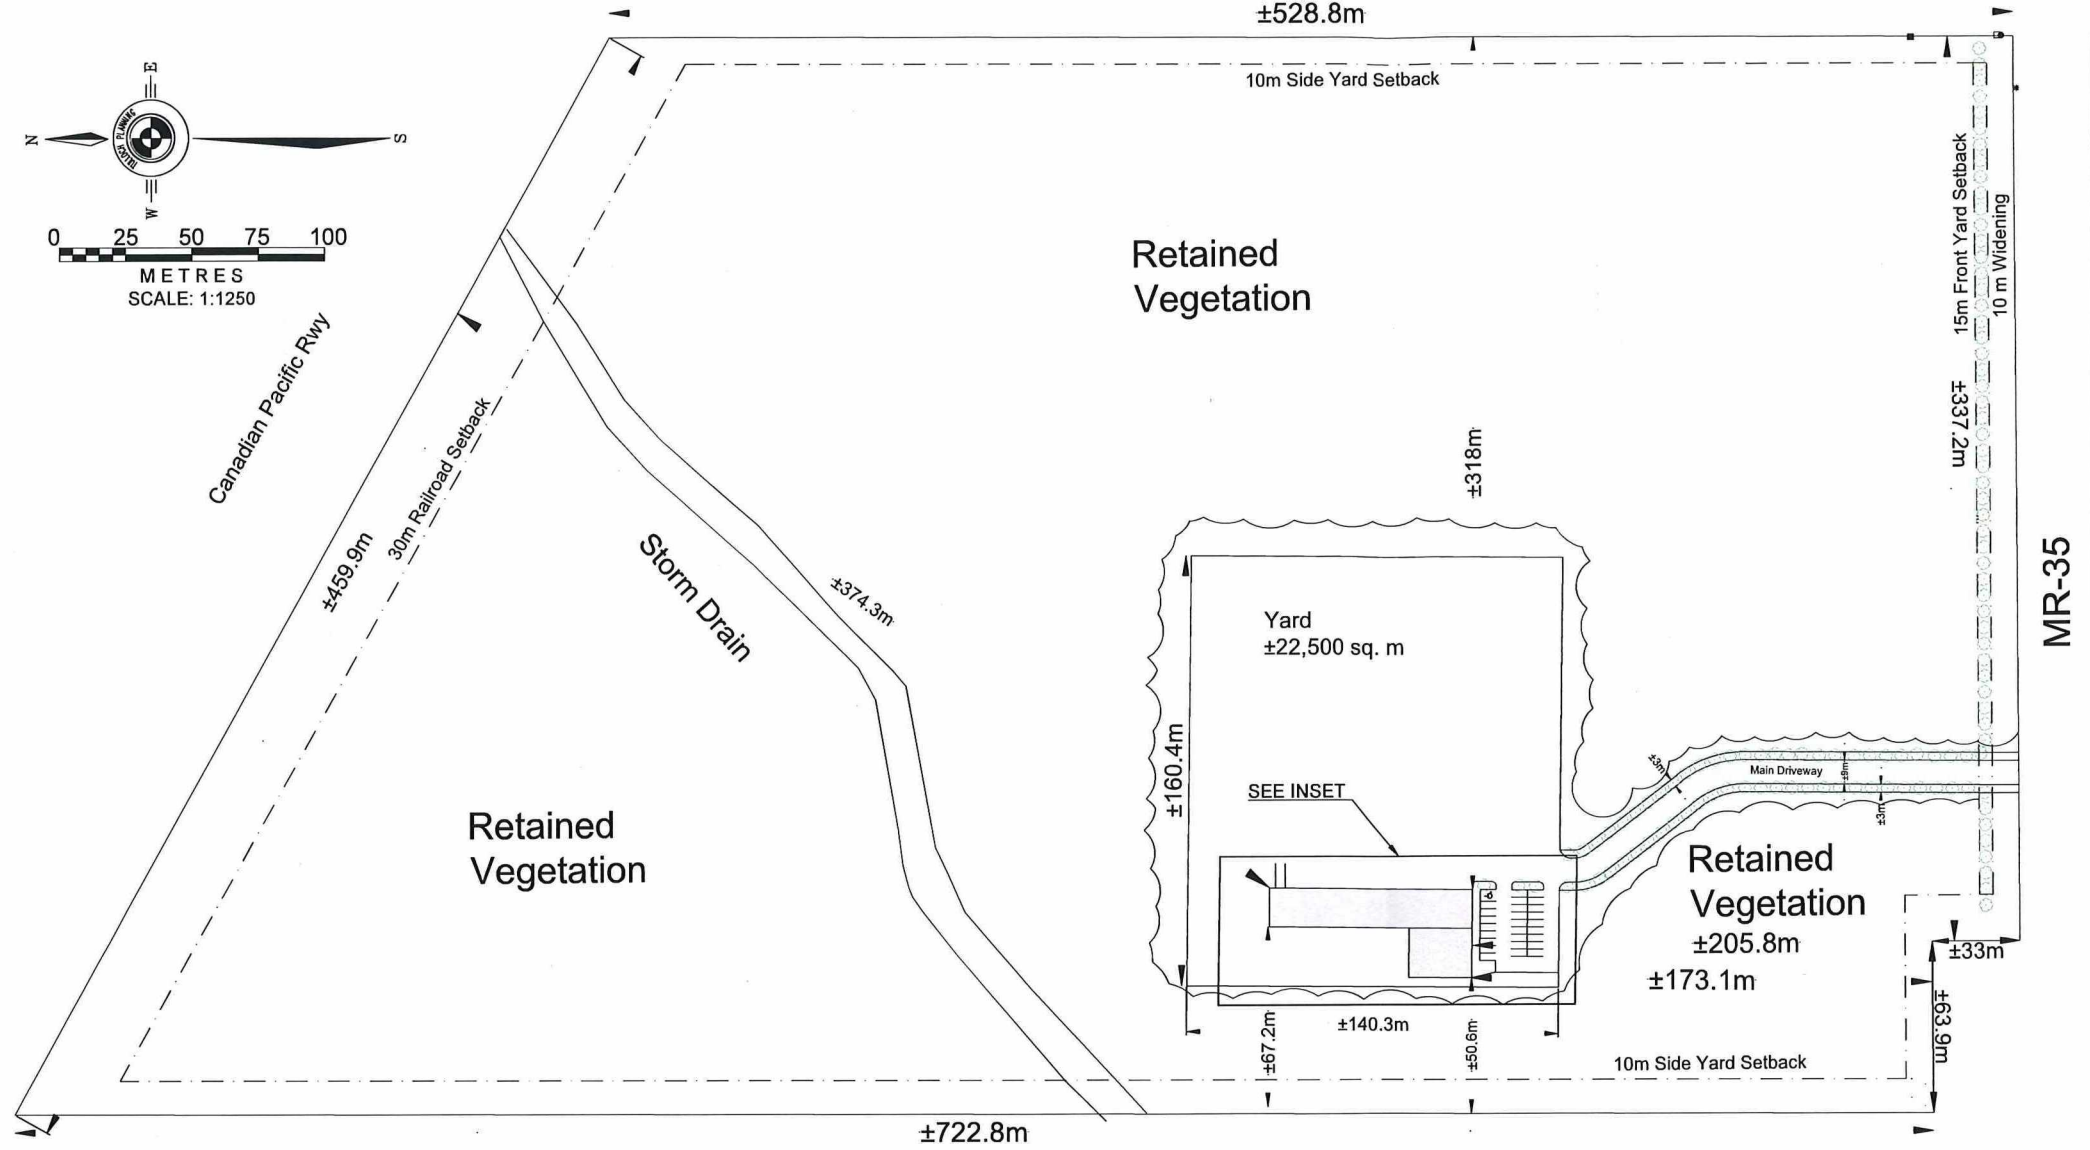 ±528.8m
10m Side Yard Setback
E
N
S
W
TULLOCH PLANNING
0 25 50 75 100
METRES
SCALE: 1:1250
Canadian Pacific Rwy
30m Railroad Setback
±459.9m
Storm Drain
±374.3m
Retained
Vegetation
Retained
Vegetation
15m Front Yard Setback
10 m Widening
±337.2m
±318m
MR-35
Yard
±22,500 sq. m
±160.4m
SEE INSET
±3m
Main Driveway
±9m
±3m
Retained
Vegetation
±205.8m
±173.1m
±33m
±63.9m
±140.3m
±67.2m
±50.6m
10m Side Yard Setback
±722.8m